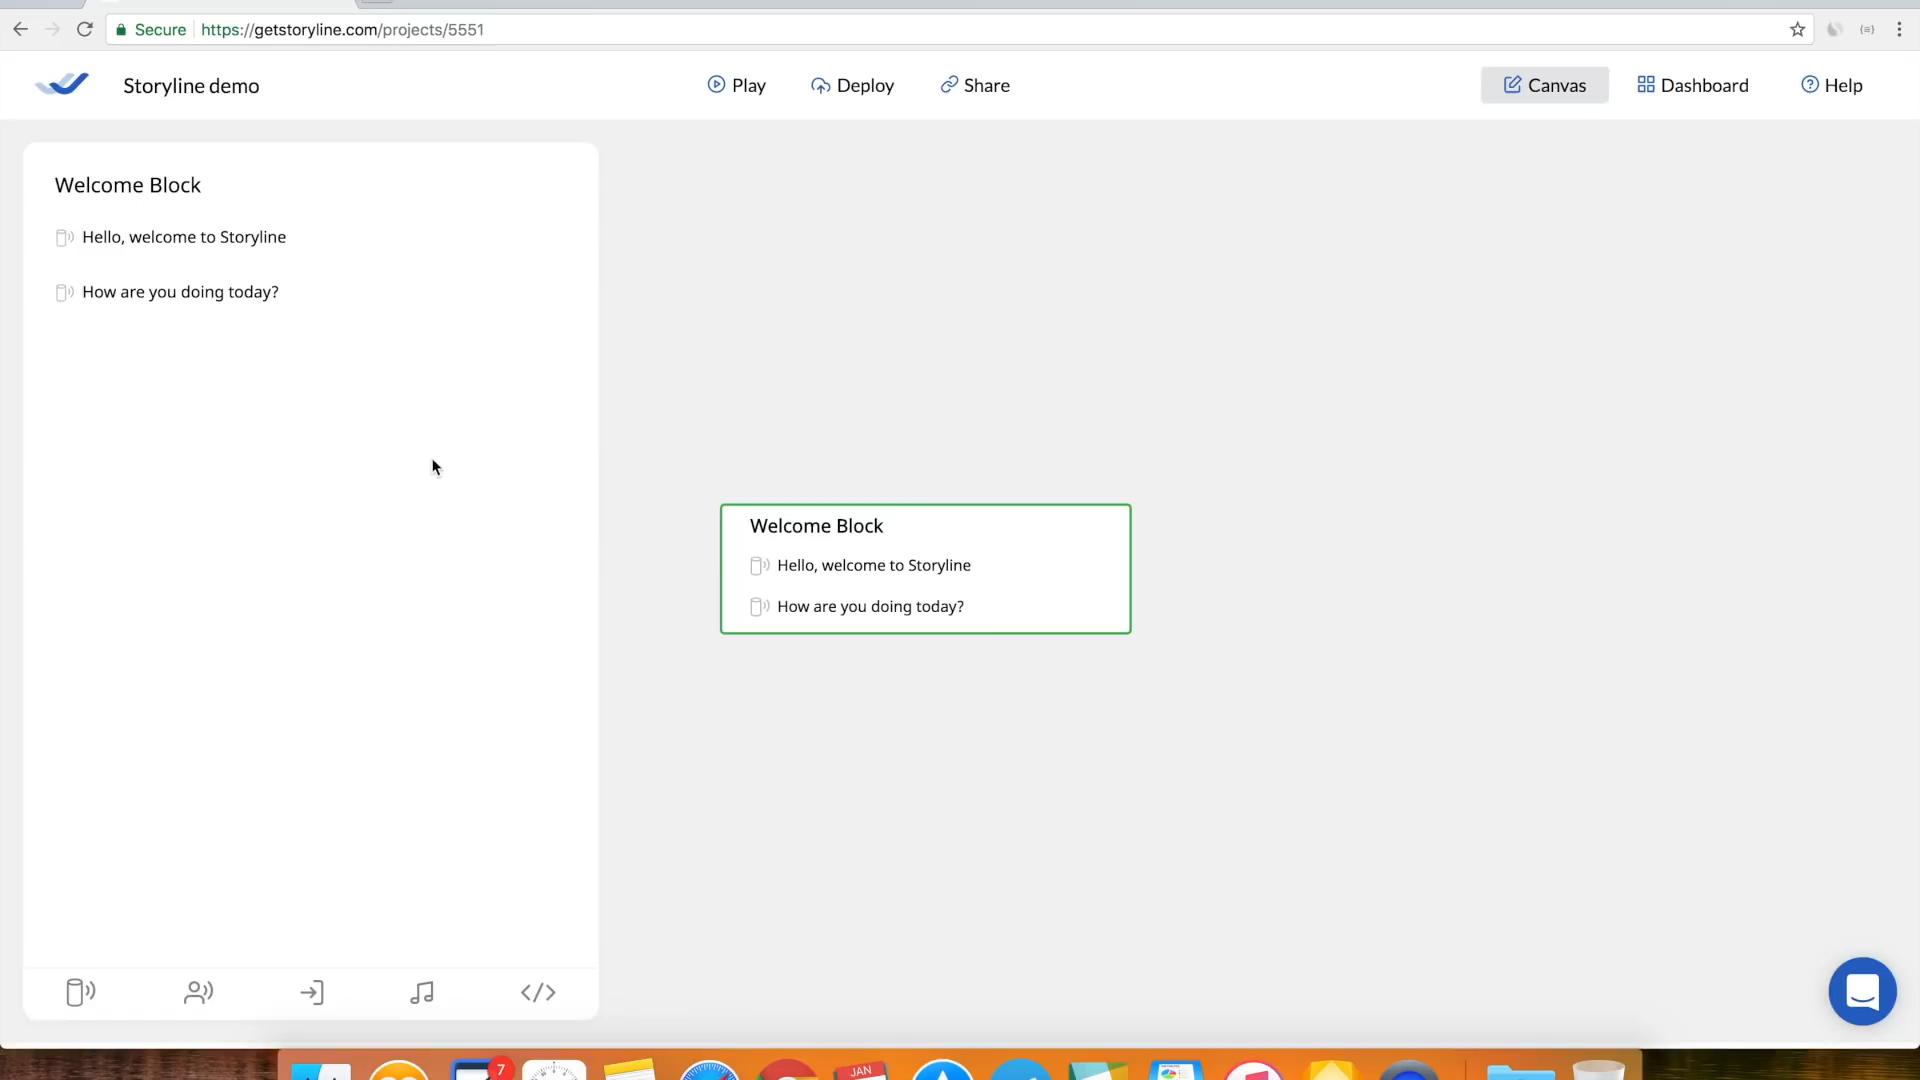 Secure https://getstoryline.com/projects/5551
Storyline demo
Play
Deploy
Share
Canvas
Dashboard
Help
Welcome Block
Hello, welcome to Storyline
How are you doing today?
Welcome Block
Hello, welcome to Storyline
How are you doing today?
7
JAN